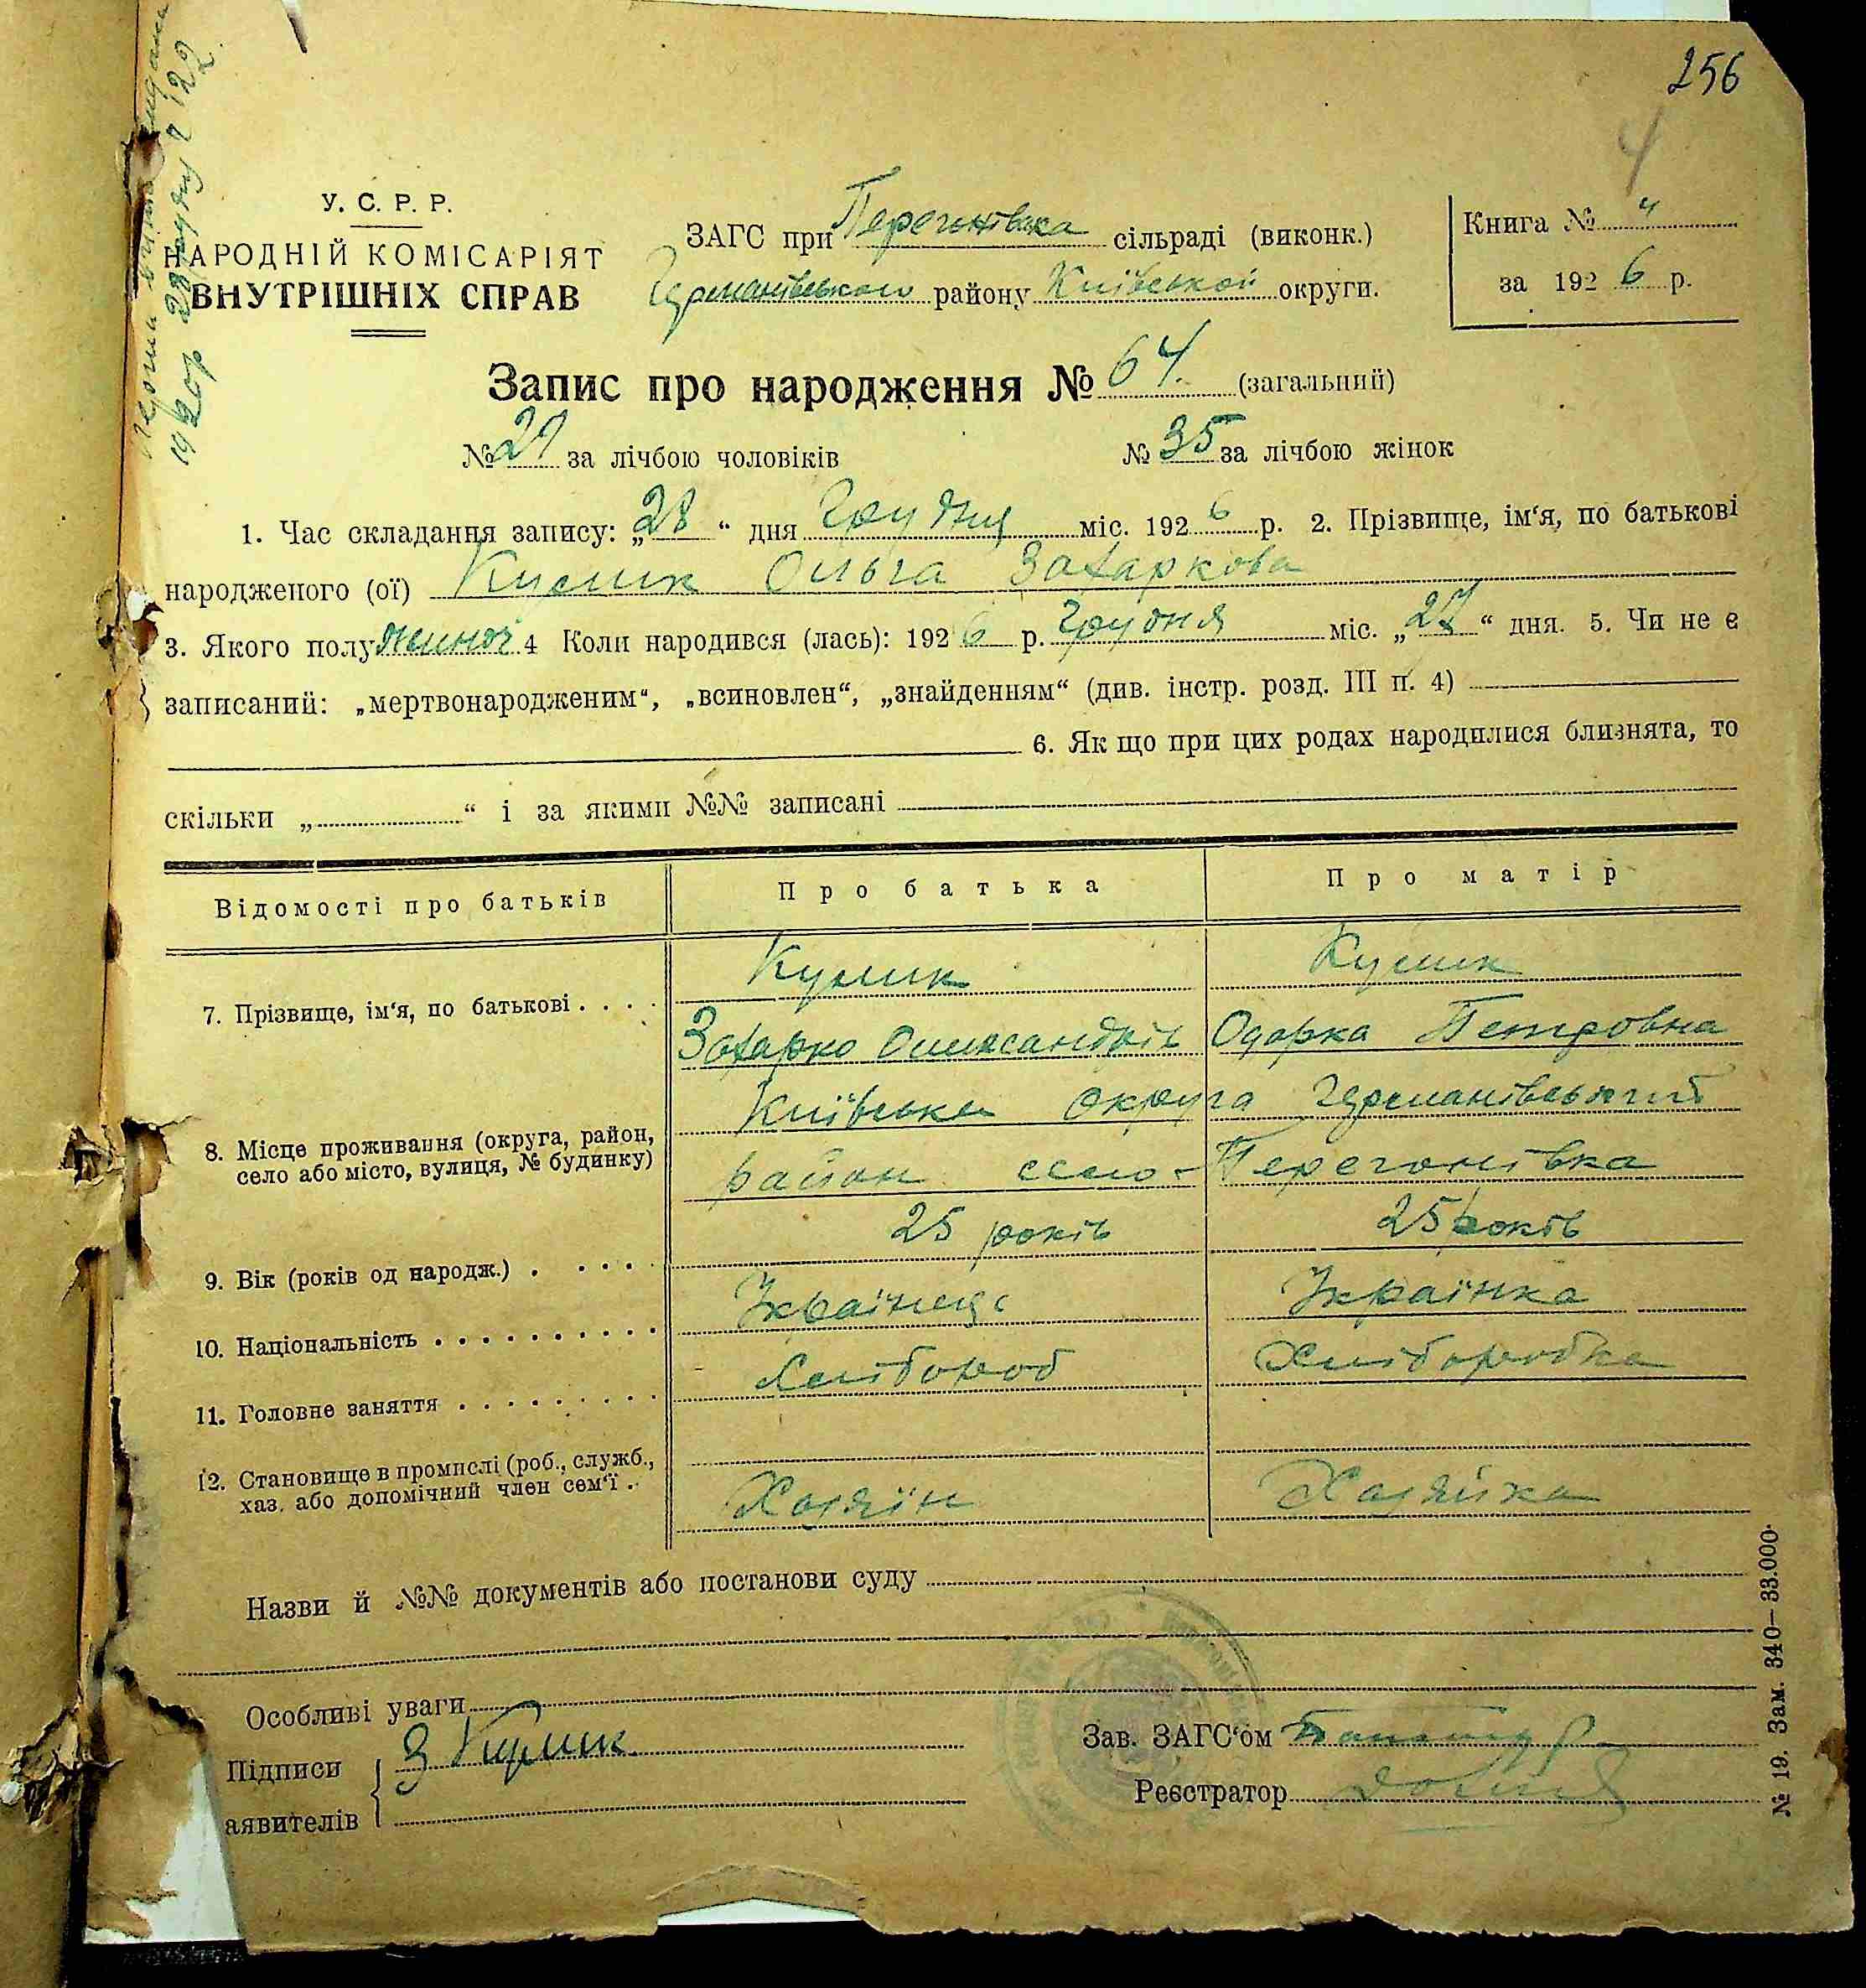 256
4
У. С. Р. Р.
НАРОДНІЙ КОМІСАРІЯТ
ВНУТРІШНІХ СПРАВ
ЗАГС при Перегонівка сільраді (виконк.)
Германівського району Київської округи.
Книга № 4
за 1926 р.
Запис про народження № 64. (загальний)
№ 29 за лічбою чоловіків № 35 за лічбою жінок
1. Час складання запису: „28“ дня Грудня міс. 1926 р. 2. Прізвище, ім‘я, по батькові
народженого (ої) Кулик Ольга Захаркова
3. Якого полу жіночі 4 Коли народився (лась): 1926 р. Грудня міс. „27“ дня. 5. Чи не є
записаний: „мертвонародженим“, „всиновлен“, „знайденням“ (див. інстр. розд. III п. 4)
6. Як що при цих родах народилися близнята, то
скільки „ “ і за якими №№ записані
Відомості про батьків Про батька Про матір
Кулик Кулик
7. Прізвище, ім‘я, по батькові . . . .
Захарко Олександрів Одарка Петровна
Київська округа Германівський
8. Місце проживання (округа, район,
село або місто, вулиця, № будинку)
район село - Перегонівка
25 років 25 років
9. Вік (років од народж.) . . . . .
Українець Українка
10. Національність . . . . . . . . . .
Хлібороб Хліборобка
11. Головне заняття . . . . . . . . .
12. Становище в промислі (роб., служб.,
хаз. або допомічний член сем‘ї . .
Хазяїн Хазяйка
Назви й №№ документів або постанови суду
Особливі уваги
Підписи
З Кулик
аявителів
Зав. ЗАГС‘ом
Реєстратор
№ 19. Зам. 340—33.000.